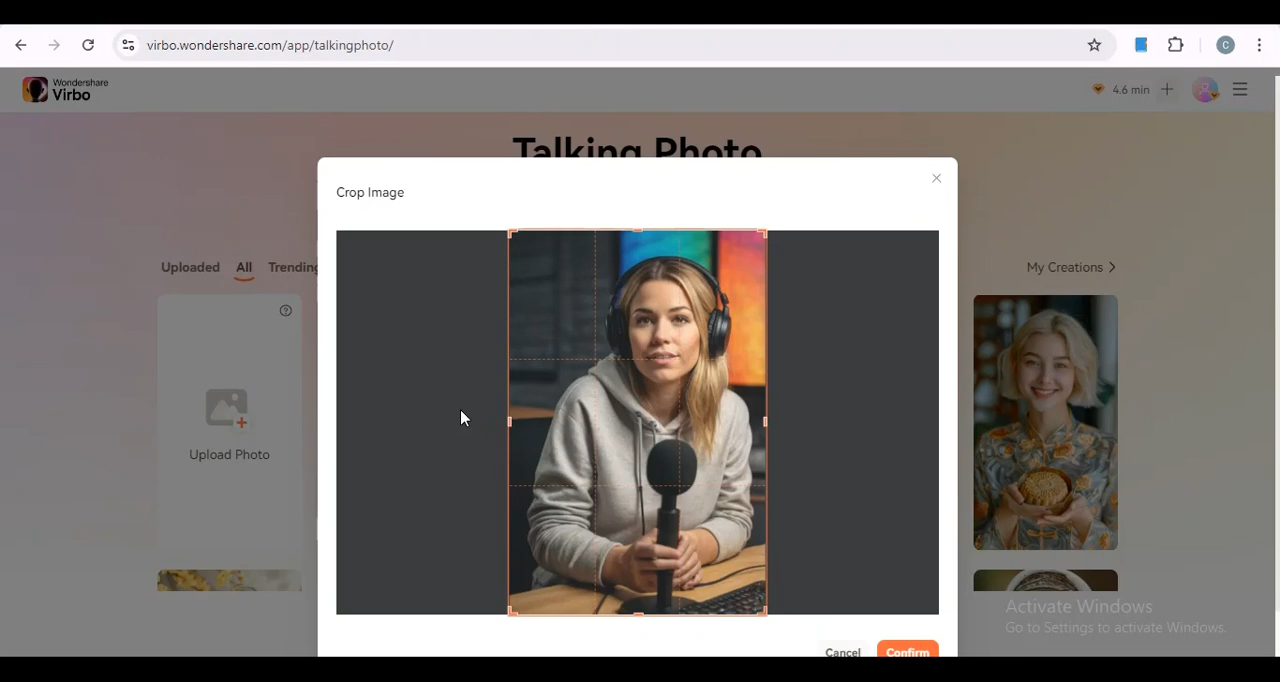 virbo.wondershare.com/app/talkingphoto/
C
Wondershare
Virbo
4.6 min
Talking Photo
Crop Image
Uploaded All Trending
My Creations
Upload Photo
Activate Windows
Go to Settings to activate Windows.
Cancel Confirm